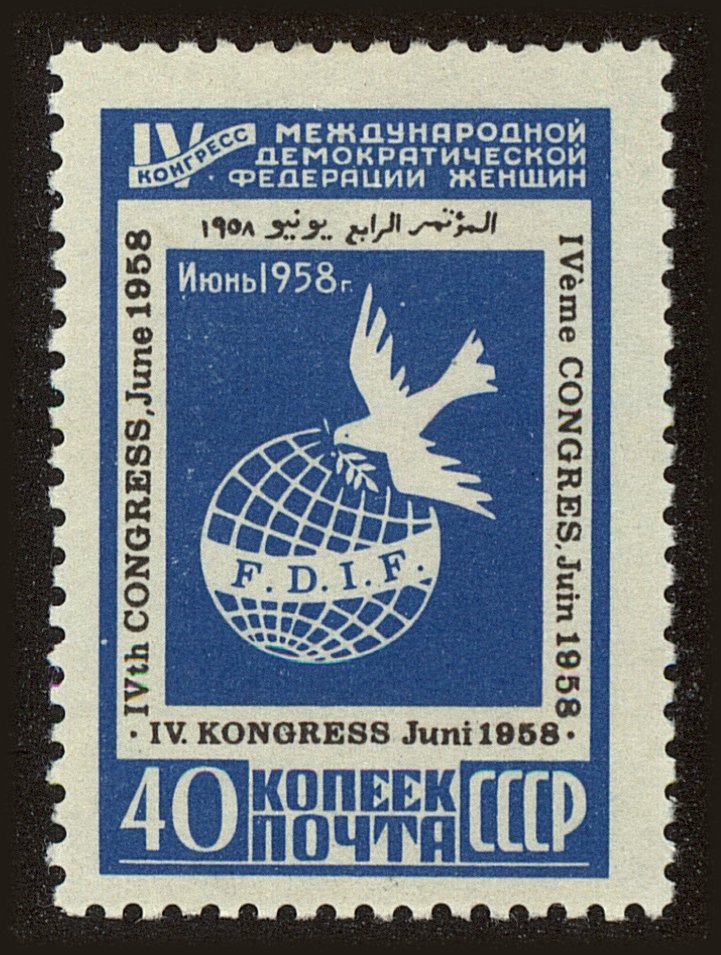 IV КОНГРЕСС
МЕЖДУНАРОДНОЙ
ДЕМОКРАТИЧЕСКОЙ
ФЕДЕРАЦИИ ЖЕНЩИН
المؤتمر الرابع يونيو ١٩٥٨
IVth CONGRESS, June 1958
IVème CONGRES, Juin 1958
Июнь 1958 г.
F.D.I.F.
· IV. KONGRESS Juni 1958 ·
40 КОПЕЕК
ПОЧТА
СССР